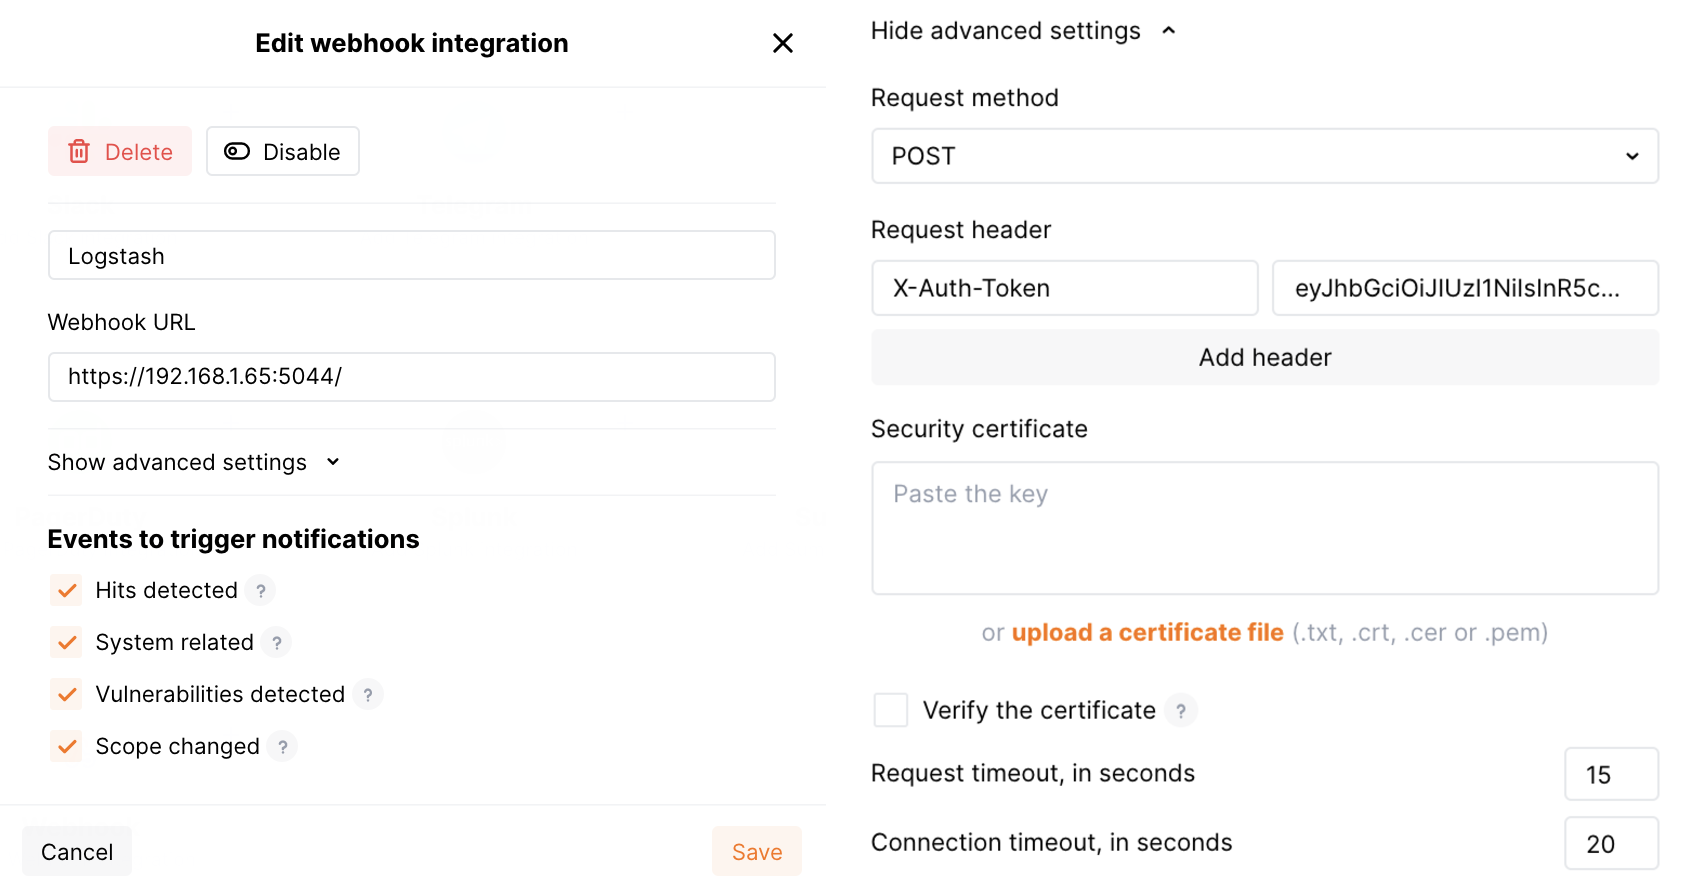 Edit webhook integration
Delete
Disable
Logstash
Webhook URL
https://192.168.1.65:5044/
Show advanced settings
Events to trigger notifications
Hits detected ?
System related ?
Vulnerabilities detected ?
Scope changed ?
Cancel
Save
Hide advanced settings
Request method
POST
Request header
X-Auth-Token
eyJhbGciOiJIUzI1NiIsInR5c...
Add header
Security certificate
Paste the key
or upload a certificate file (.txt, .crt, .cer or .pem)
Verify the certificate ?
Request timeout, in seconds
15
Connection timeout, in seconds
20